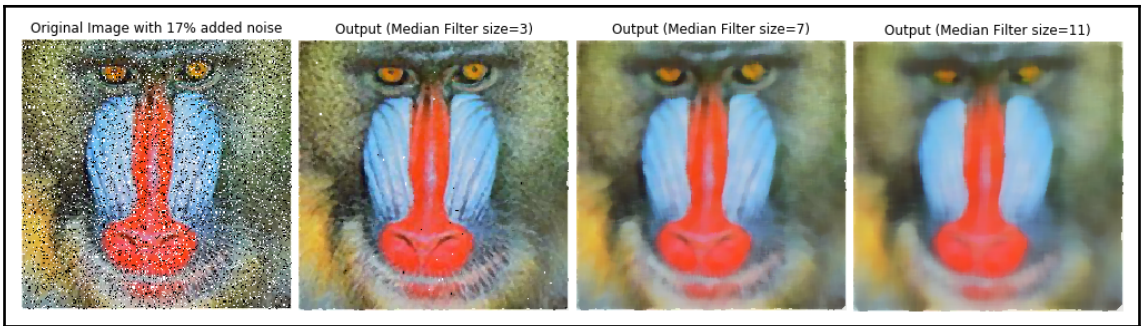 Original Image with 17% added noise
Output (Median Filter size=3)
Output (Median Filter size=7)
Output (Median Filter size=11)